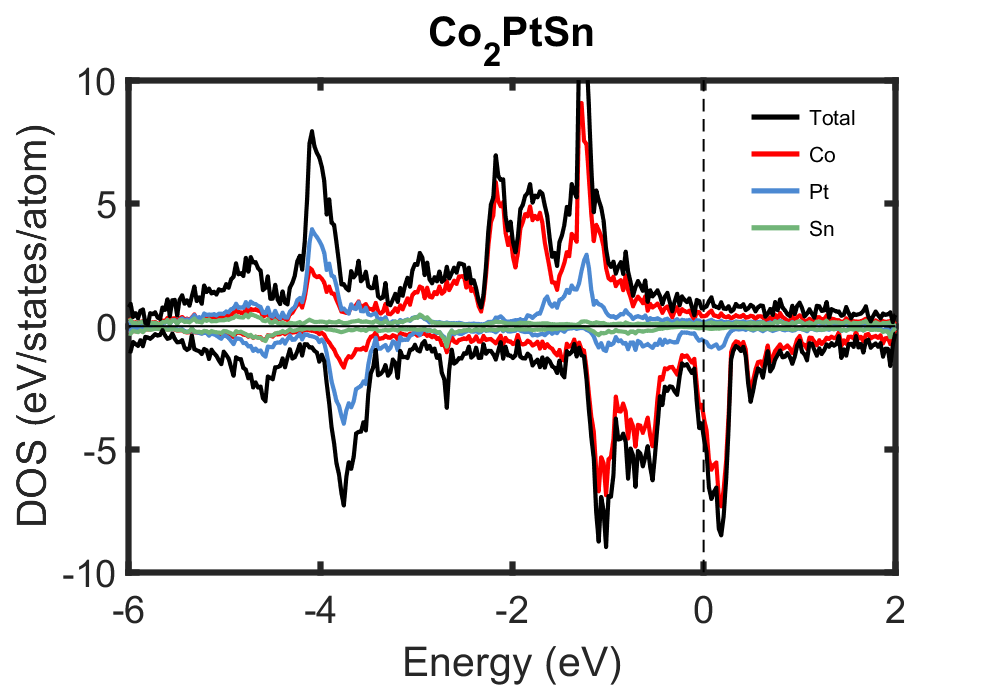 Co2PtSn
10
5
0
0
-5
-10
-6
-4
-2
0
2
DOS (eV/states/atom)
Energy (eV)
Total
Co
Pt
Sn